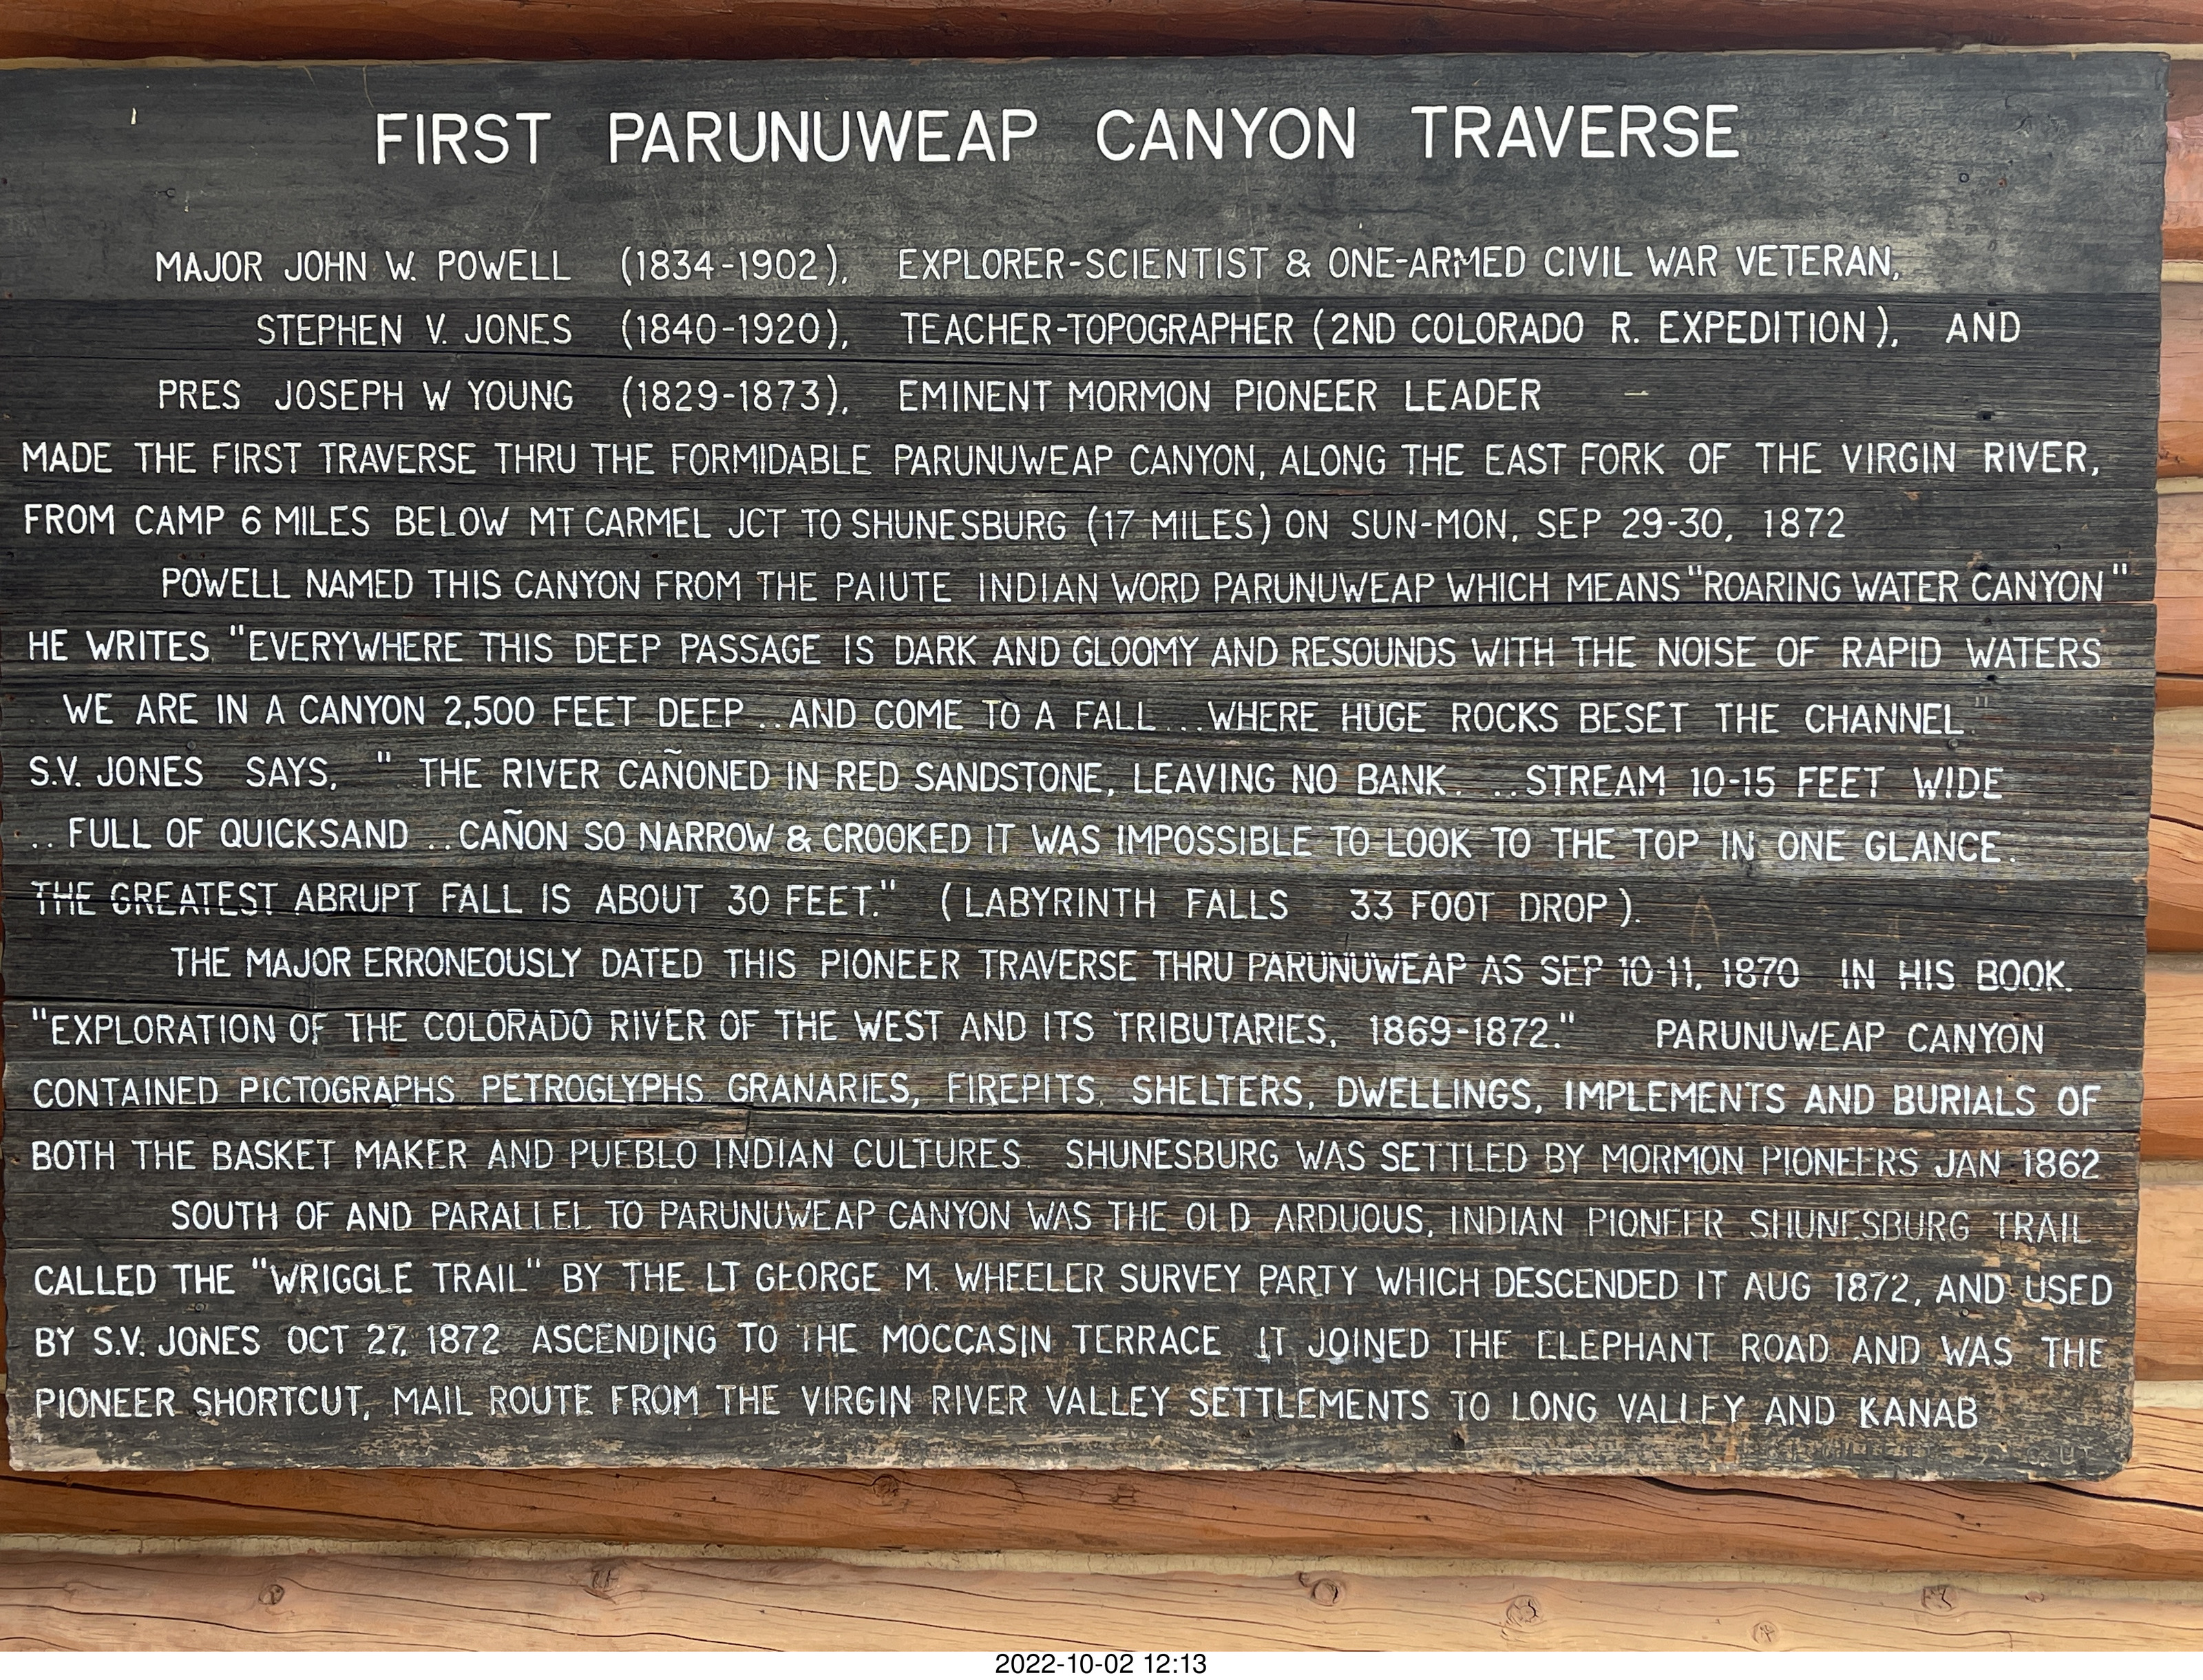 FIRST PARUNUWEAP CANYON TRAVERSE
MAJOR JOHN W. POWELL (1834-1902), EXPLORER-SCIENTIST & ONE-ARMED CIVIL WAR VETERAN,
STEPHEN V. JONES (1840-1920), TEACHER-TOPOGRAPHER (2ND COLORADO R. EXPEDITION), AND
PRES JOSEPH W YOUNG (1829-1873), EMINENT MORMON PIONEER LEADER
MADE THE FIRST TRAVERSE THRU THE FORMIDABLE PARUNUWEAP CANYON, ALONG THE EAST FORK OF THE VIRGIN RIVER,
FROM CAMP 6 MILES BELOW MT CARMEL JCT TO SHUNESBURG (17 MILES) ON SUN-MON, SEP 29-30, 1872
POWELL NAMED THIS CANYON FROM THE PAIUTE INDIAN WORD PARUNUWEAP WHICH MEANS "ROARING WATER CANYON"
HE WRITES "EVERYWHERE THIS DEEP PASSAGE IS DARK AND GLOOMY AND RESOUNDS WITH THE NOISE OF RAPID WATERS
.. WE ARE IN A CANYON 2,500 FEET DEEP ..AND COME TO A FALL...WHERE HUGE ROCKS BESET THE CHANNEL."
S.V. JONES SAYS, " ..THE RIVER CAÑONED IN RED SANDSTONE, LEAVING NO BANK. ..STREAM 10-15 FEET WIDE
.. FULL OF QUICKSAND ..CAÑON SO NARROW & CROOKED IT WAS IMPOSSIBLE TO LOOK TO THE TOP IN ONE GLANCE.
THE GREATEST ABRUPT FALL IS ABOUT 30 FEET." (LABYRINTH FALLS 33 FOOT DROP).
THE MAJOR ERRONEOUSLY DATED THIS PIONEER TRAVERSE THRU PARUNUWEAP AS SEP 10-11, 1870 IN HIS BOOK.
"EXPLORATION OF THE COLORADO RIVER OF THE WEST AND ITS TRIBUTARIES, 1869-1872." PARUNUWEAP CANYON
CONTAINED PICTOGRAPHS PETROGLYPHS GRANARIES, FIREPITS, SHELTERS, DWELLINGS, IMPLEMENTS AND BURIALS OF
BOTH THE BASKET MAKER AND PUEBLO INDIAN CULTURES. SHUNESBURG WAS SETTLED BY MORMON PIONEERS JAN 1862
SOUTH OF AND PARALLEL TO PARUNUWEAP CANYON WAS THE OLD, ARDUOUS, INDIAN PIONEER SHUNESBURG TRAIL
CALLED THE "WRIGGLE TRAIL" BY THE LT GEORGE M. WHEELER SURVEY PARTY WHICH DESCENDED IT AUG 1872, AND USED
BY S.V. JONES OCT 27, 1872 ASCENDING TO THE MOCCASIN TERRACE IT JOINED THE ELEPHANT ROAD AND WAS THE
PIONEER SHORTCUT, MAIL ROUTE FROM THE VIRGIN RIVER VALLEY SETTLEMENTS TO LONG VALLEY AND KANAB
2022-10-02 12:13